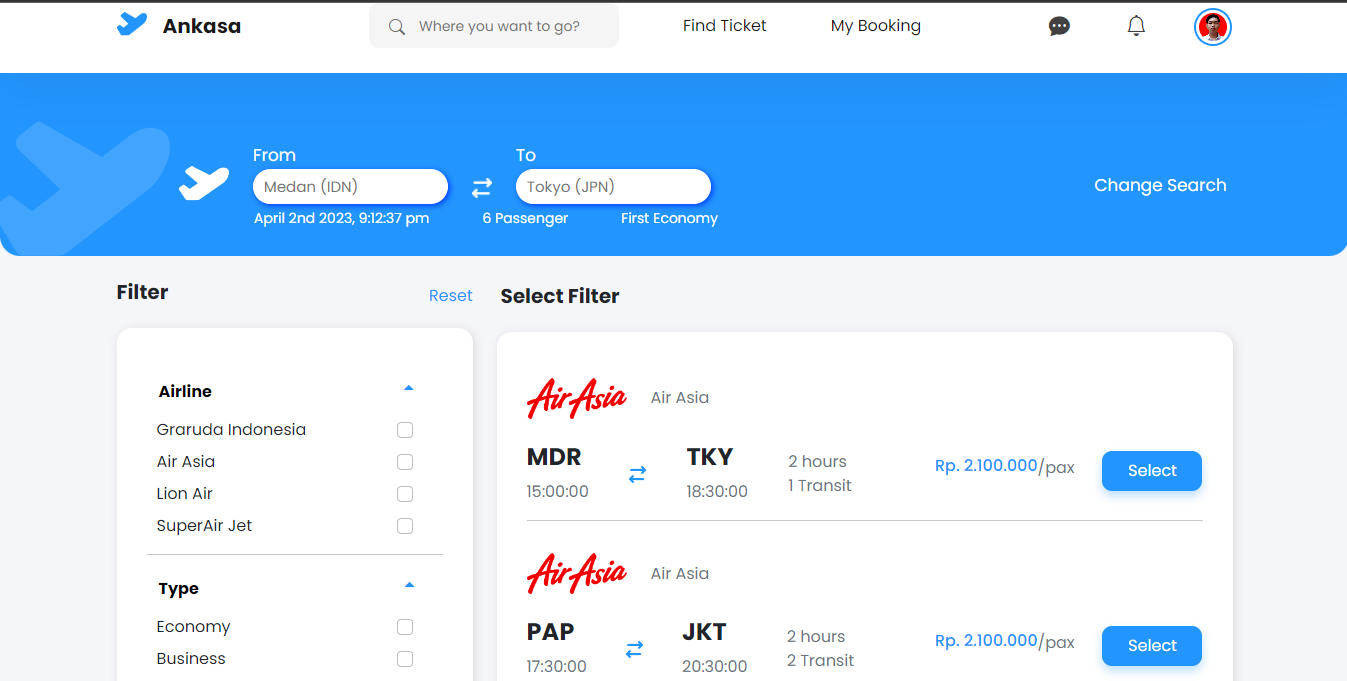 Ankasa
Where you want to go?
Find Ticket
My Booking
From
To
Medan (IDN)
Tokyo (JPN)
Change Search
April 2nd 2023, 9:12:37 pm
6 Passenger
First Economy
Filter
Reset
Airline
Graruda Indonesia
Air Asia
Lion Air
SuperAir Jet
Type
Economy
Business
Select Filter
AirAsia
Air Asia
MDR
TKY
2 hours
Rp. 2.100.000/pax
Select
15:00:00
18:30:00
1 Transit
AirAsia
Air Asia
PAP
JKT
2 hours
Rp. 2.100.000/pax
Select
17:30:00
20:30:00
2 Transit